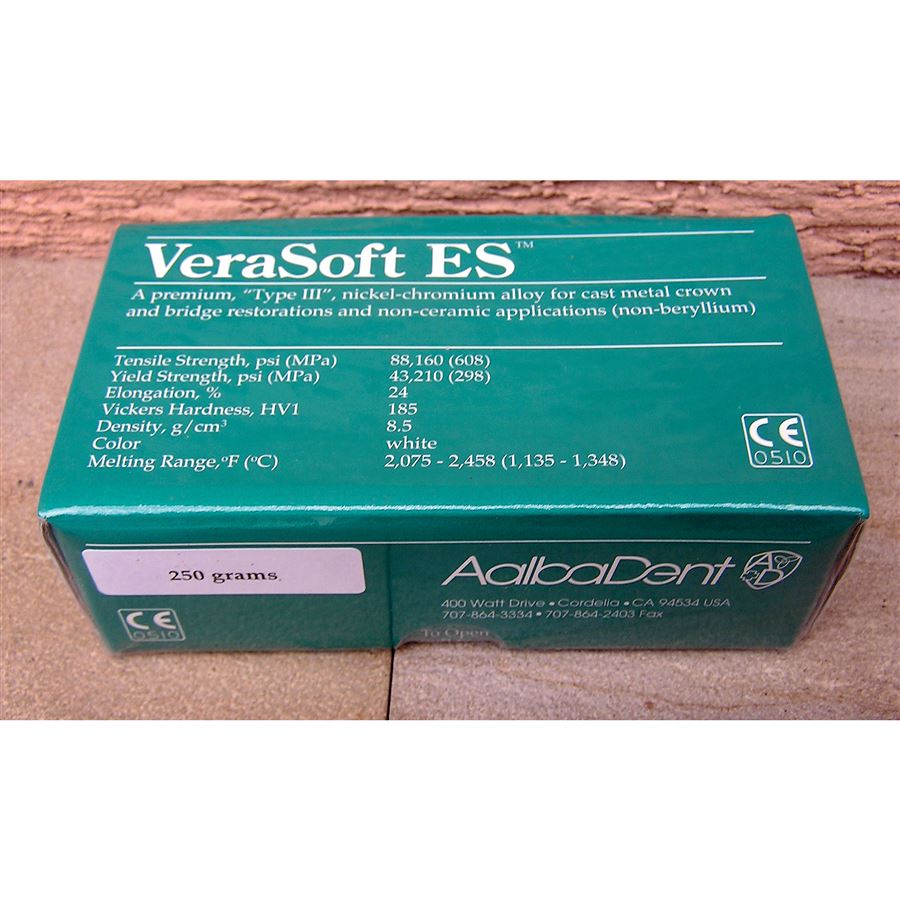 VeraSoft ES™
A premium, "Type III", nickel-chromium alloy for cast metal crown
and bridge restorations and non-ceramic applications (non-beryllium)
Tensile Strength, psi (MPa) 88,160 (608)
Yield Strength, psi (MPa) 43,210 (298)
Elongation, % 24
Vickers Hardness, HV1 185
Density, g/cm³ 8.5
Color white
Melting Range,ºF (ºC) 2,075 - 2,458 (1,135 - 1,348)
CE
0510
250 grams
CE
0510
AalbaDent AD
400 Watt Drive • Cordelia • CA 94534 USA
707-864-3334 • 707-864-2403 Fax
To Open